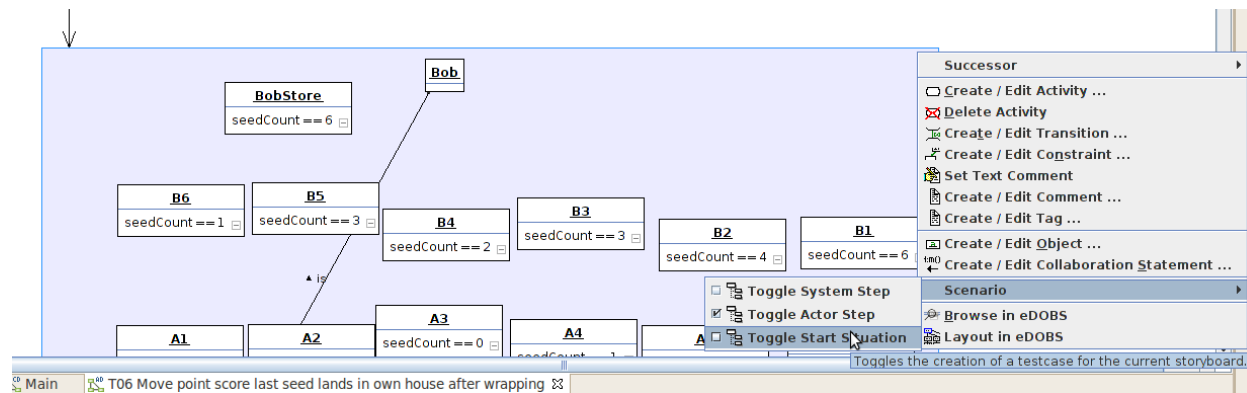 Bob
BobStore
seedCount == 6
B6
seedCount == 1
B5
seedCount == 3
B4
seedCount == 2
B3
seedCount == 3
B2
seedCount == 4
B1
seedCount == 6
▲ is
A1
A2
A3
seedCount == 0
A4
Successor
Create / Edit Activity ...
Delete Activity
Create / Edit Transition ...
Create / Edit Constraint ...
Set Text Comment
Create / Edit Comment ...
Create / Edit Tag ...
Create / Edit Object ...
Create / Edit Collaboration Statement ...
Scenario
Browse in eDOBS
Layout in eDOBS
Toggle System Step
Toggle Actor Step
Toggle Start Situation
Toggles the creation of a testcase for the current storyboard.
Main
T06 Move point score last seed lands in own house after wrapping